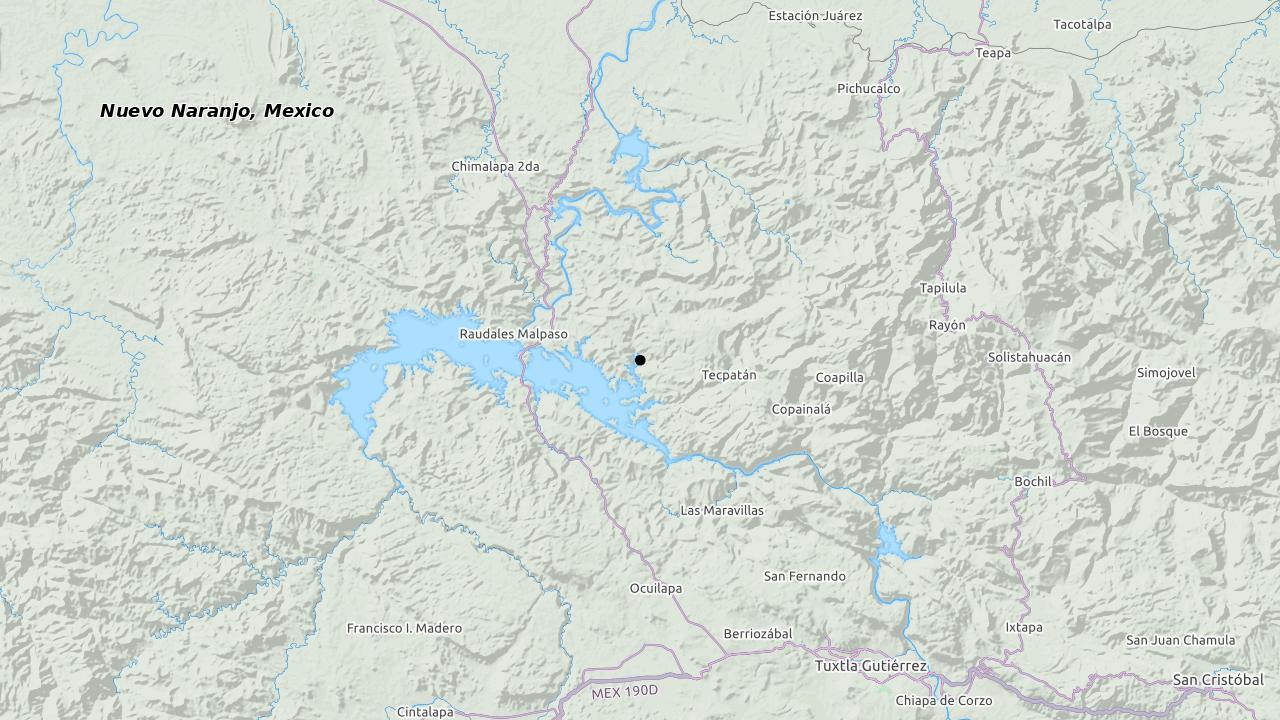 Estación Juárez
Tacotalpa
Teapa
Pichucalco
Nuevo Naranjo, Mexico
Chimalapa 2da
Tapilula
Rayón
Raudales Malpaso
Solistahuacán
Tecpatán
Coapilla
Simojovel
Copainalá
El Bosque
Bochil
Las Maravillas
San Fernando
Ocuilapa
Francisco I. Madero
Ixtapa
Berriozábal
San Juan Chamula
Tuxtla Gutiérrez
San Cristóbal
MEX 190D
Chiapa de Corzo
Cintalapa